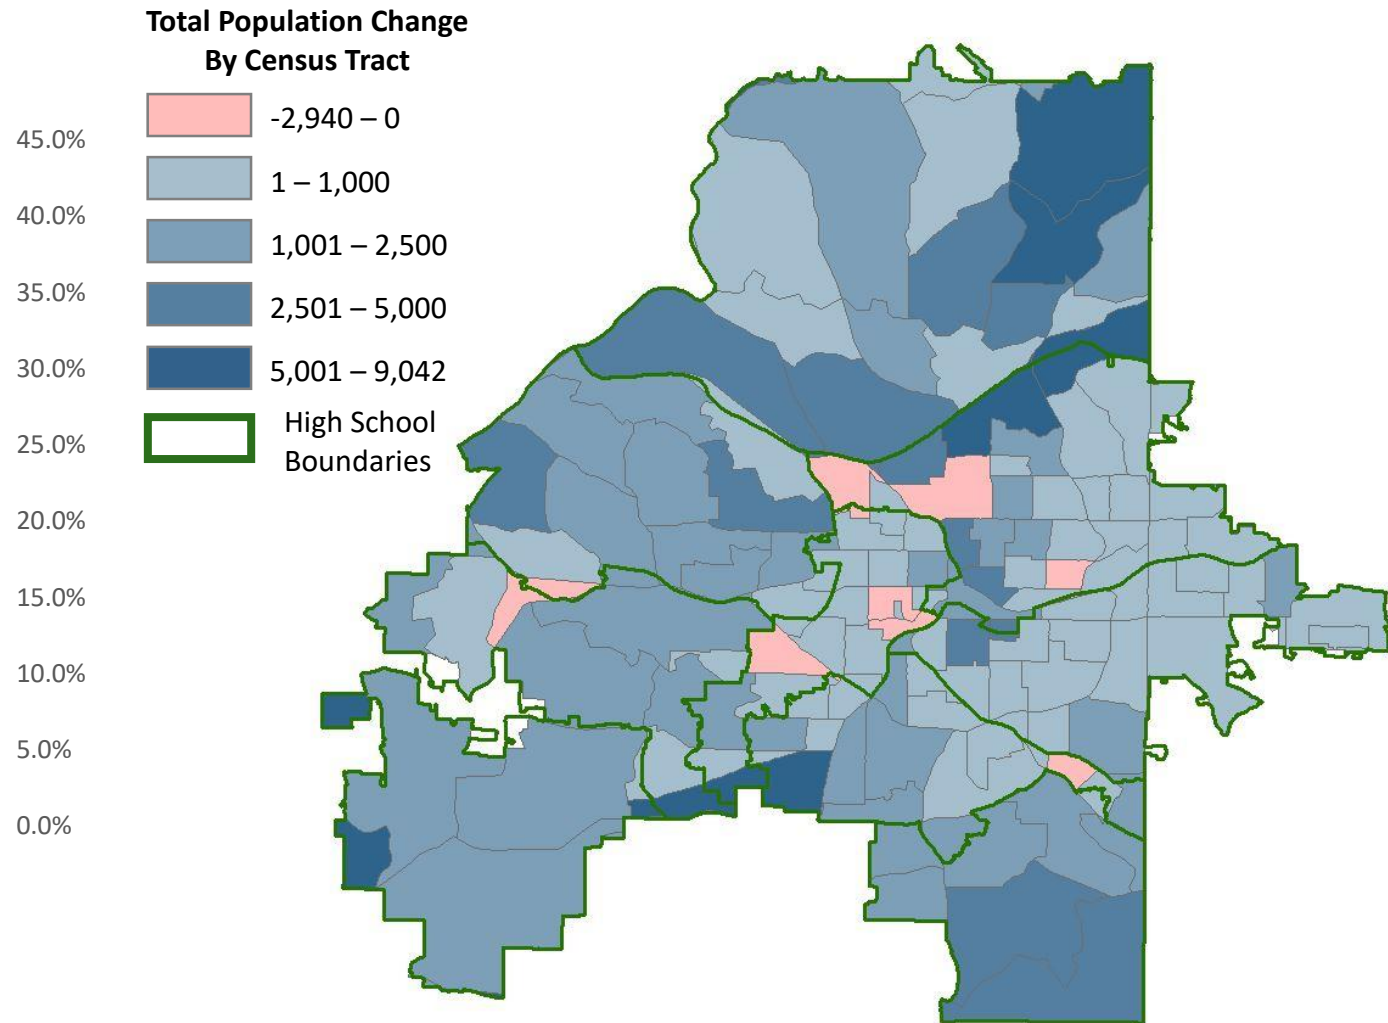 Total Population Change
By Census Tract
-2,940 – 0
1 – 1,000
1,001 – 2,500
2,501 – 5,000
5,001 – 9,042
High School
Boundaries
45.0%
40.0%
35.0%
30.0%
25.0%
20.0%
15.0%
10.0%
5.0%
0.0%